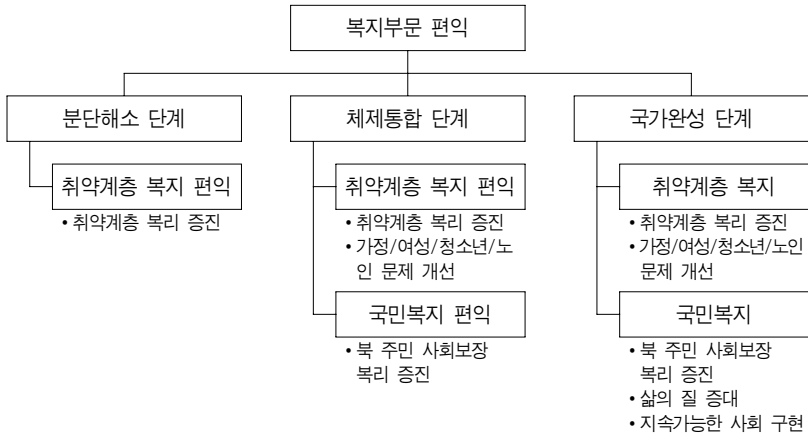 복지부문 편익
분단해소 단계
취약계층 복지 편익
• 취약계층 복리 증진
체제통합 단계
취약계층 복지 편익
• 취약계층 복리 증진
• 가정/여성/청소년/노
인 문제 개선
국민복지 편익
• 북 주민 사회보장
복리 증진
국가완성 단계
취약계층 복지
• 취약계층 복리 증진
• 가정/여성/청소년/노인
문제 개선
국민복지
• 북 주민 사회보장
복리 증진
• 삶의 질 증대
• 지속가능한 사회 구현